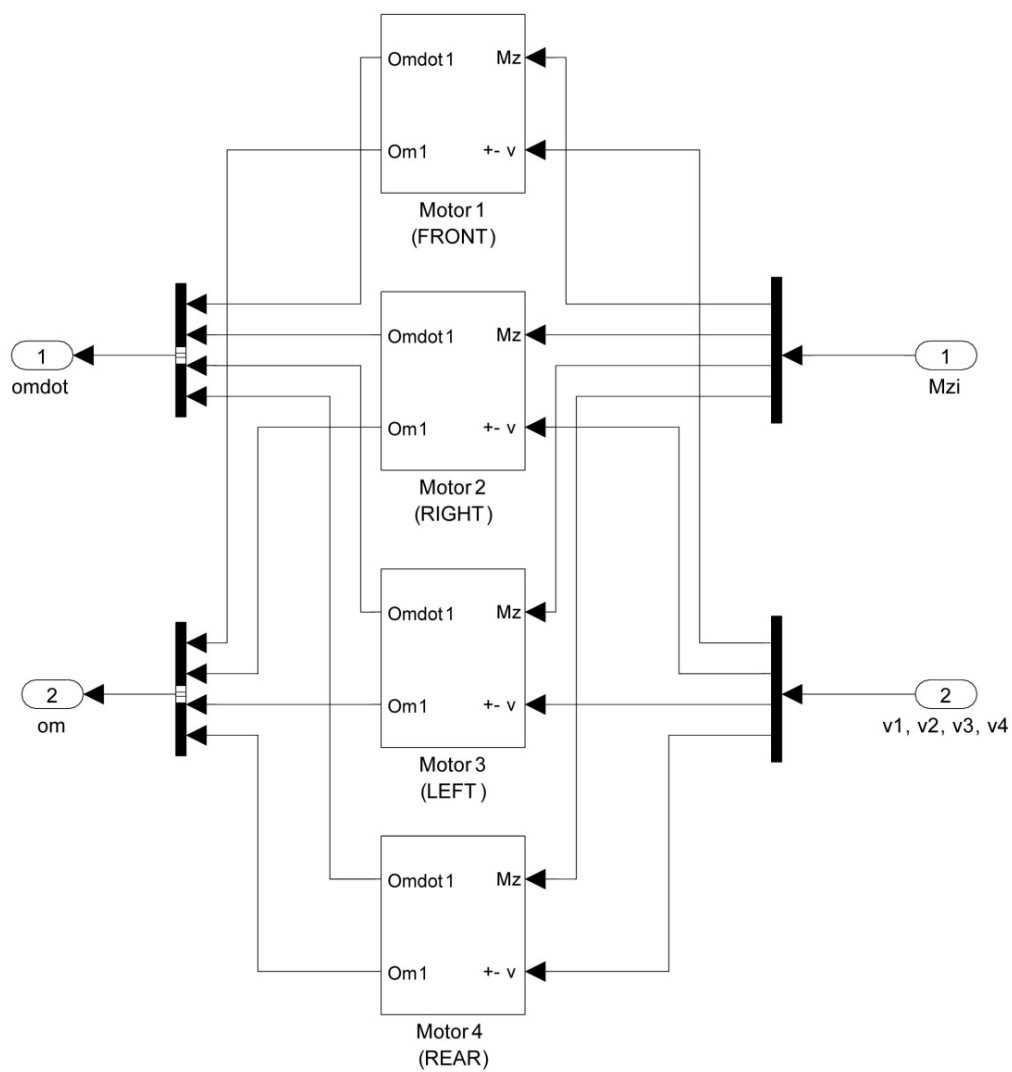 Omdot1 Mz
Om1 +- v
Motor 1
(FRONT)
Omdot1 Mz
1
omdot
1
Mzi
Om1 +- v
Motor 2
(RIGHT)
Omdot1 Mz
2
om
Om1 +- v
2
v1, v2, v3, v4
Motor 3
(LEFT)
Omdot1 Mz
Om1 +- v
Motor 4
(REAR)